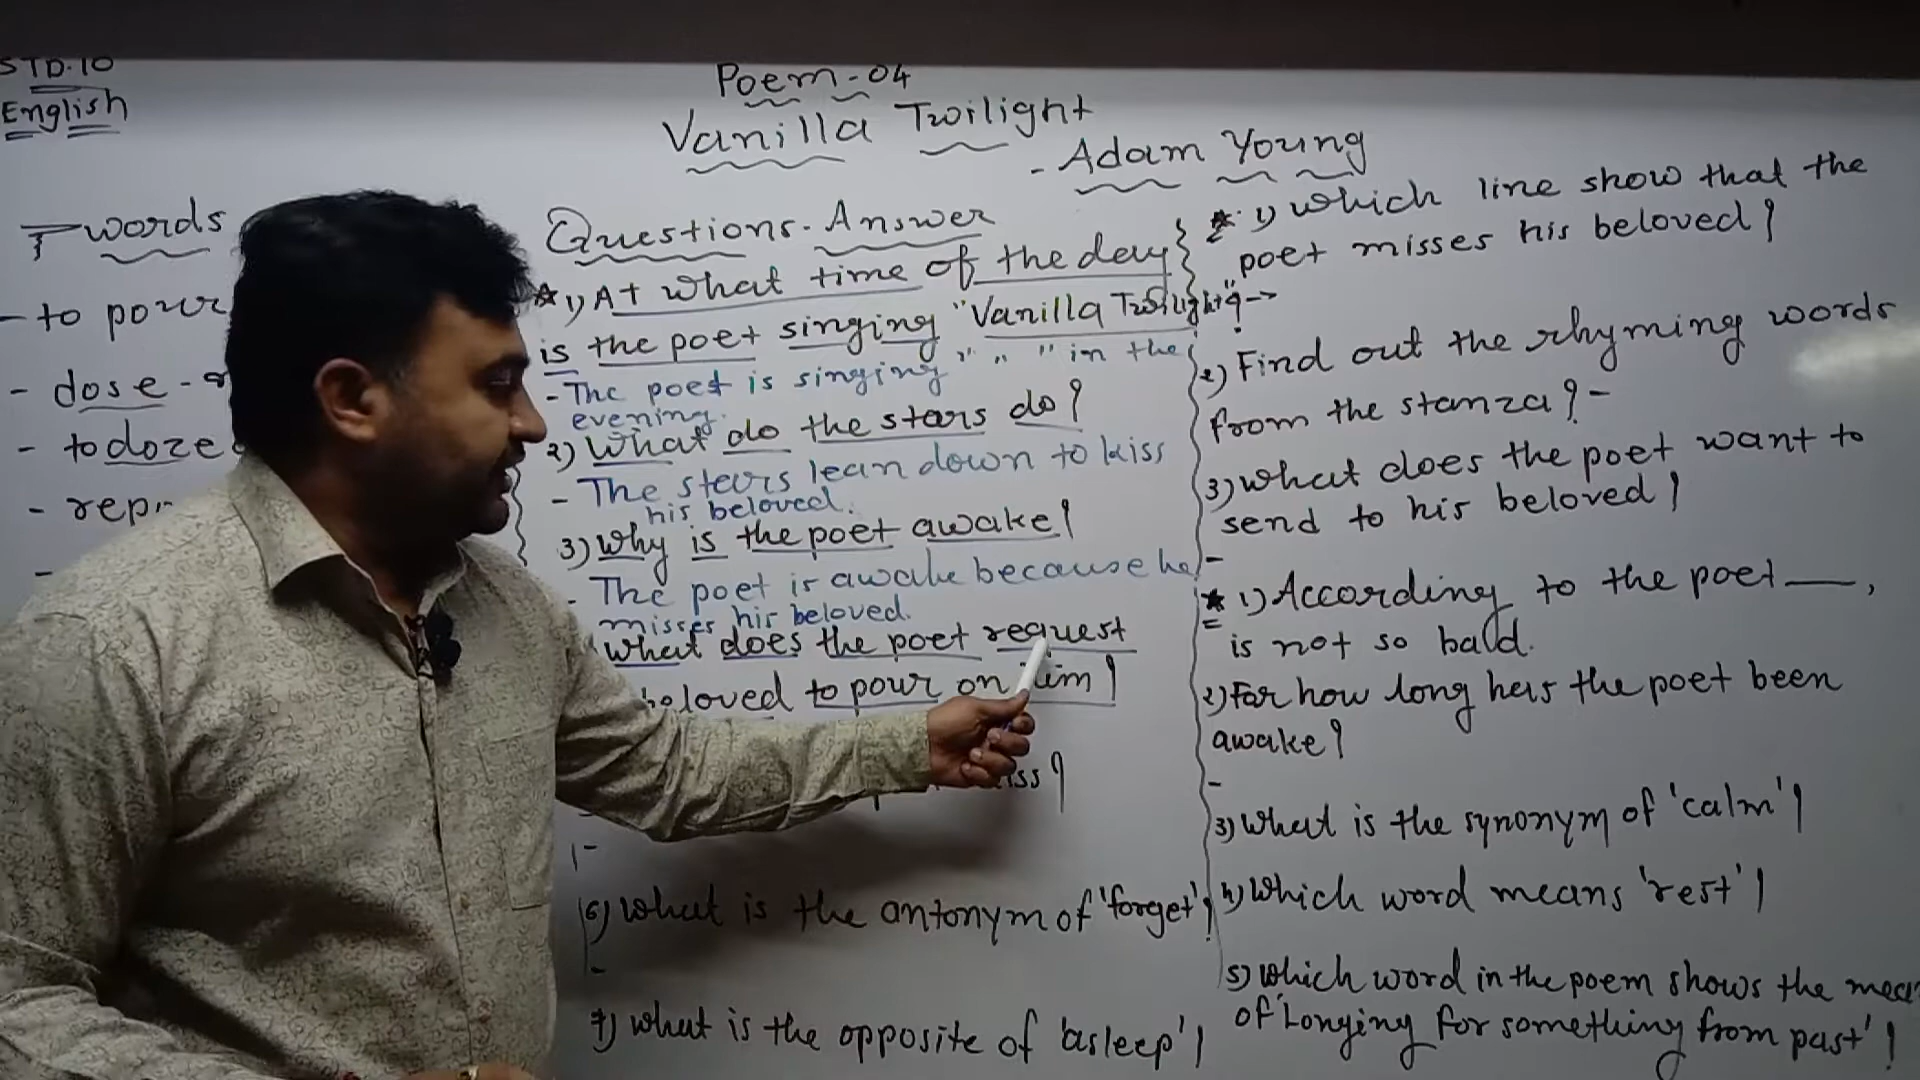 STD.10
English
Poem-04
Vanilla Twilight
- Adam Young
words
- to pour
- dose -
- to doze
-
Questions-Answer
1) At what time of the day
is the poet singing "Vanilla Twilight"?
- The poet is singing " " " in the
evening.
2) What do the stars do?
- The stars lean down to kiss
his beloved.
3) Why is the poet awake?
- The poet is awake because he
misses his beloved.
What does the poet request
beloved to pour on him?
-
6) What is the antonym of 'forget'?
-
7) What is the opposite of 'asleep'?
1) Which line show that the
poet misses his beloved?
2) Find out the rhyming words
from the stanza? -
3) What does the poet want to
send to his beloved?
-
1) According to the poet ___,
is not so bad.
2) For how long has the poet been
awake?
-
3) What is the synonym of 'calm'?
4) Which word means 'rest'?
5) Which word in the poem shows the
of 'Longing for something from past'?